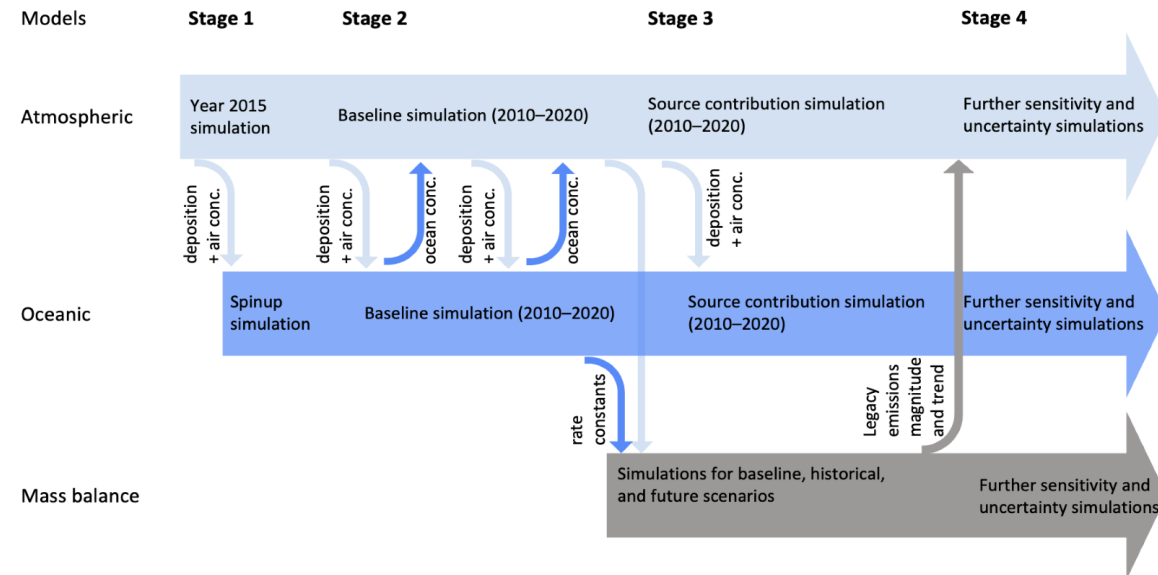 Models
Stage 1
Stage 2
Stage 3
Stage 4
Atmospheric
Year 2015
simulation
Baseline simulation (2010–2020)
Source contribution simulation
(2010–2020)
Further sensitivity and
uncertainty simulations
deposition
+ air conc.
deposition
+ air conc.
ocean conc.
deposition
+ air conc.
ocean conc.
deposition
+ air conc.
Oceanic
Spinup
simulation
Baseline simulation (2010–2020)
Source contribution simulation
(2010–2020)
Further sensitivity and
uncertainty simulations
rate
constants
Legacy
emissions
magnitude
and trend
Mass balance
Simulations for baseline, historical,
and future scenarios
Further sensitivity and
uncertainty simulations